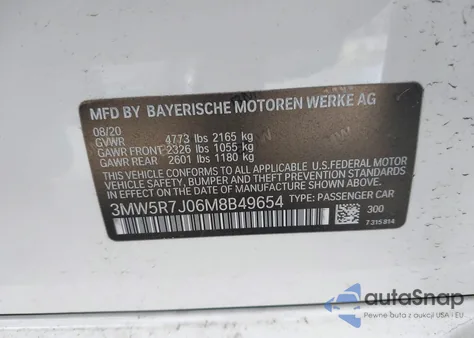 MFD BY BAYERISCHE MOTOREN WERKE AG
08/20
GVWR 4773 lbs 2165 kg
GAWR FRONT 2326 lbs 1055 kg
GAWR REAR 2601 lbs 1180 kg
THIS VEHICLE CONFORMS TO ALL APPLICABLE U.S.FEDERAL MOTOR
VEHICLE SAFETY, BUMPER, AND THEFT PREVENTION STANDARDS
IN EFFECT ON THE DATE OF MANUFACTURE SHOWN ABOVE.
3MW5R7J06M8B49654 TYPE: PASSENGER CAR
300
7315814
autoSnap
Pewne auta z aukcji USA i EU